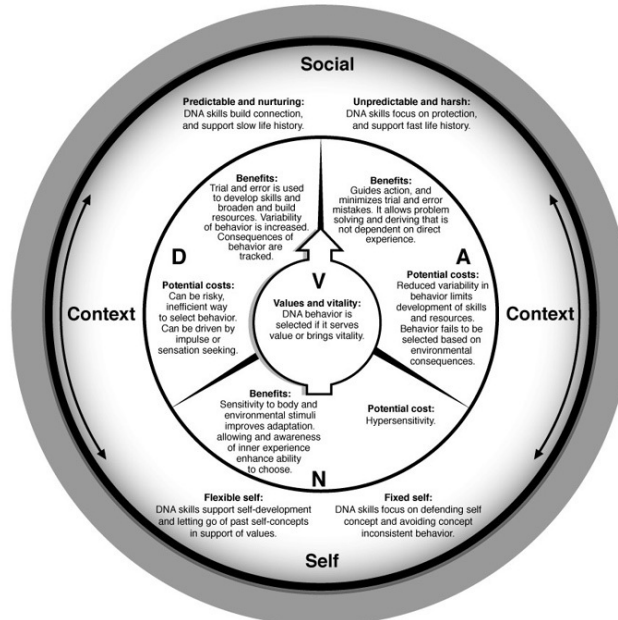 Social
Predictable and nurturing:
DNA skills build connection,
and support slow life history.
Unpredictable and harsh:
DNA skills focus on protection,
and support fast life history.
Context
D
Benefits:
Trial and error is used
to develop skills and
broaden and build
resources. Variability
of behavior is increased.
Consequences of
behavior are
tracked.
Potential costs:
Can be risky,
inefficient way
to select behavior.
Can be driven by
impulse or
sensation seeking.
A
Benefits:
Guides action, and
minimizes trial and error
mistakes. It allows problem
solving and deriving that is
not dependent on direct
experience.
Potential costs:
Reduced variability in
behavior limits
development of skills
and resources.
Behavior fails to be
selected based on
environmental
consequences.
Context
V
Values and vitality:
DNA behavior is
selected if it serves
value or brings vitality.
Benefits:
Sensitivity to body and
environmental stimuli
improves adaptation.
allowing and awareness
of inner experience
enhance ability
to choose.
Potential cost:
Hypersensitivity.
N
Flexible self:
DNA skills support self-development
and letting go of past self-concepts
in support of values.
Fixed self:
DNA skills focus on defending self
concept and avoiding concept
inconsistent behavior.
Self